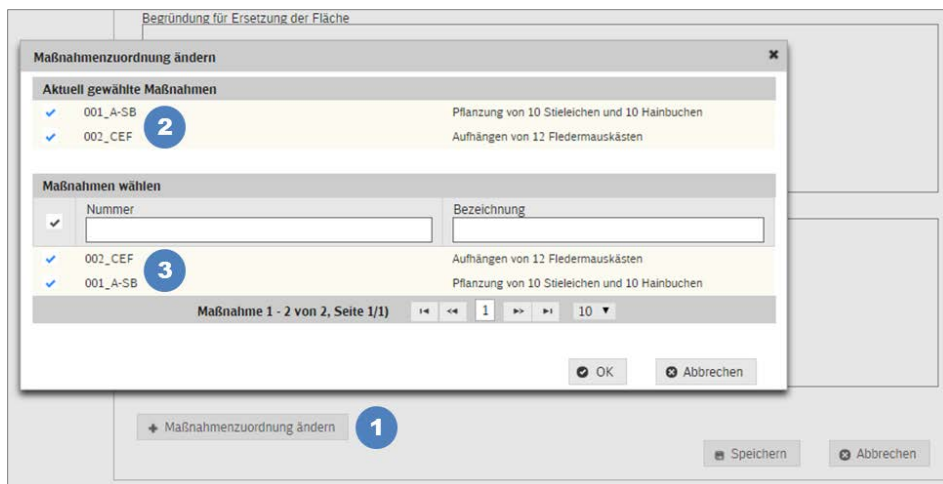 Begründung für Ersetzung der Fläche
Maßnahmenzuordnung ändern
Aktuell gewählte Maßnahmen
001_A-SB Pflanzung von 10 Stieleichen und 10 Hainbuchen
2
002_CEF Aufhängen von 12 Fledermauskästen
Maßnahmen wählen
Nummer Bezeichnung
002_CEF Aufhängen von 12 Fledermauskästen
3
001_A-SB Pflanzung von 10 Stieleichen und 10 Hainbuchen
Maßnahme 1 - 2 von 2, Seite 1/1) 1 10
OK Abbrechen
Maßnahmenzuordnung ändern 1
Speichern Abbrechen